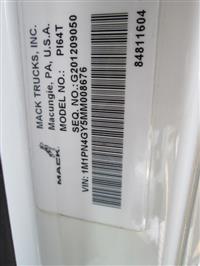 MACK TRUCKS, INC.
Macungie, PA, U.S.A.
MODEL NO.: PI64T
SEQ. NO.: G201209050
VIN: 1M1PN4GY5MM008676
MACK
84811604